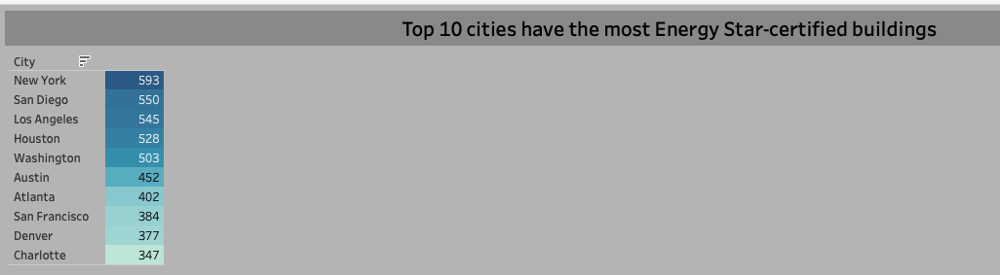 Top 10 cities have the most Energy Star-certified buildings
City
New York 593
San Diego 550
Los Angeles 545
Houston 528
Washington 503
Austin 452
Atlanta 402
San Francisco 384
Denver 377
Charlotte 347